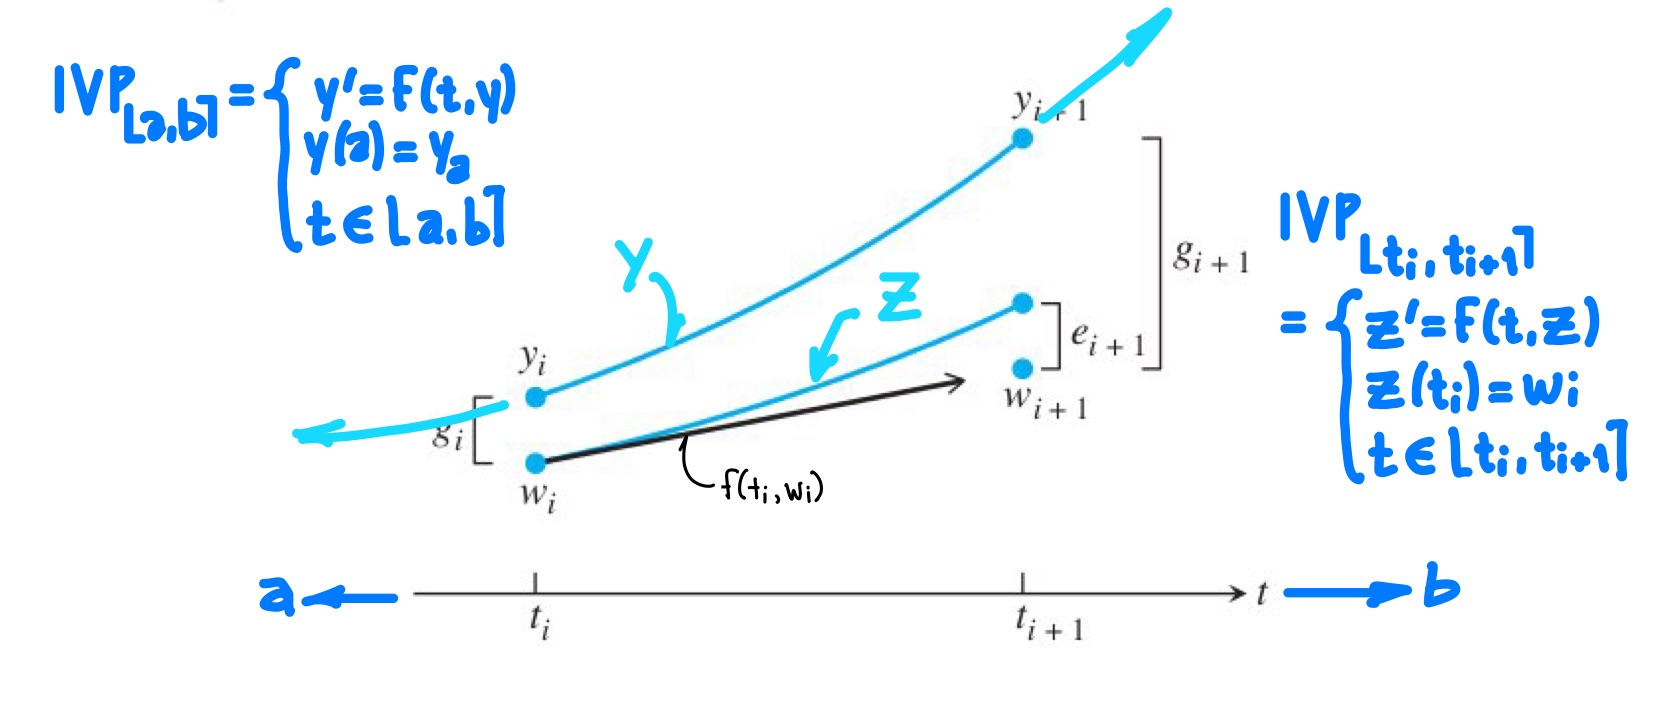 IVP[a,b] = { y' = f(t,y)
y(a) = ya
t ∈ [a,b]
yi+1
IVP[ti, ti+1]
= { z' = f(t,z)
z(ti) = wi
t ∈ [ti, ti+1]
gi+1
y
z
ei+1
yi
wi+1
gi
wi
f(ti, wi)
a
t
b
ti
ti+1